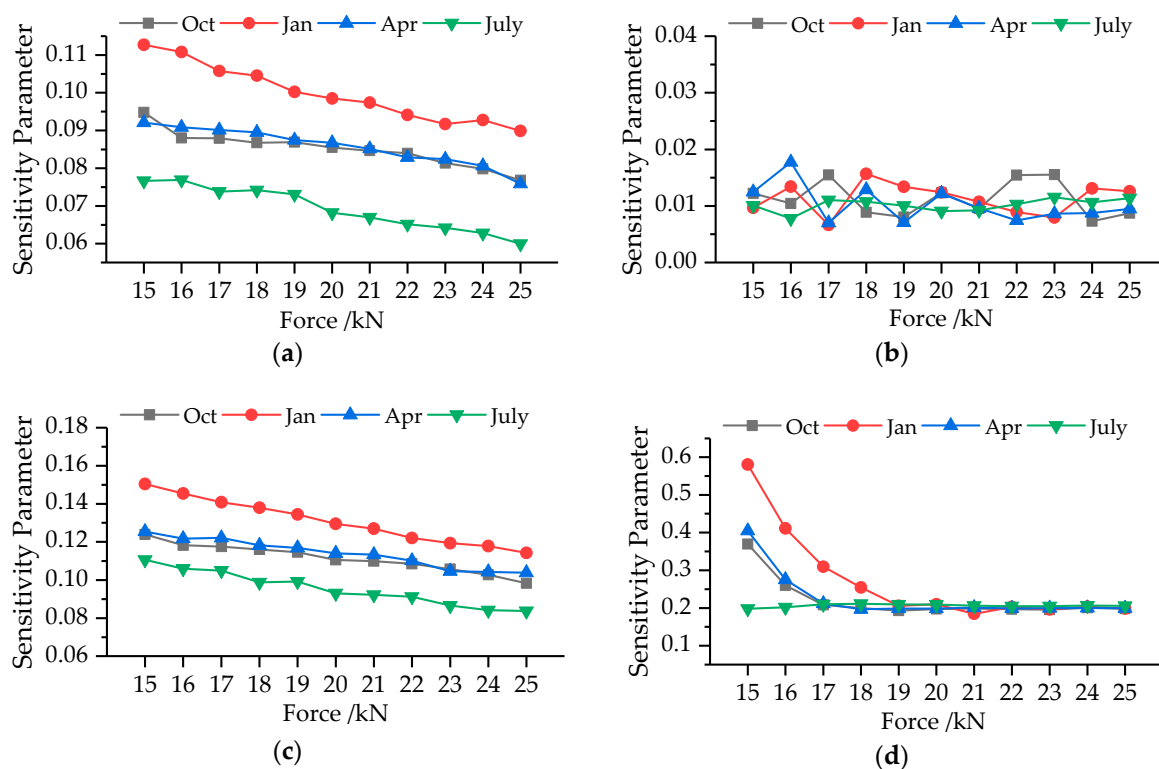 Oct Jan Apr July
Sensitivity Parameter
0.11
0.10
0.09
0.08
0.07
0.06
15 16 17 18 19 20 21 22 23 24 25
Force /kN
(a)
Oct Jan Apr July
Sensitivity Parameter
0.04
0.03
0.02
0.01
0.00
15 16 17 18 19 20 21 22 23 24 25
Force /kN
(b)
Oct Jan Apr July
Sensitivity Parameter
0.18
0.16
0.14
0.12
0.10
0.08
0.06
15 16 17 18 19 20 21 22 23 24 25
Force /kN
(c)
Oct Jan Apr July
Sensitivity Parameter
0.6
0.5
0.4
0.3
0.2
0.1
15 16 17 18 19 20 21 22 23 24 25
Force /kN
(d)